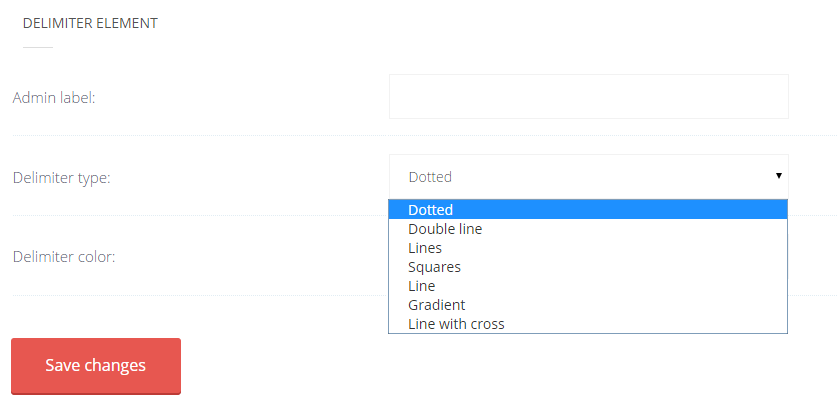 DELIMITER ELEMENT
Admin label:
Delimiter type:
Dotted
Dotted
Double line
Lines
Squares
Line
Gradient
Line with cross
Delimiter color:
Save changes